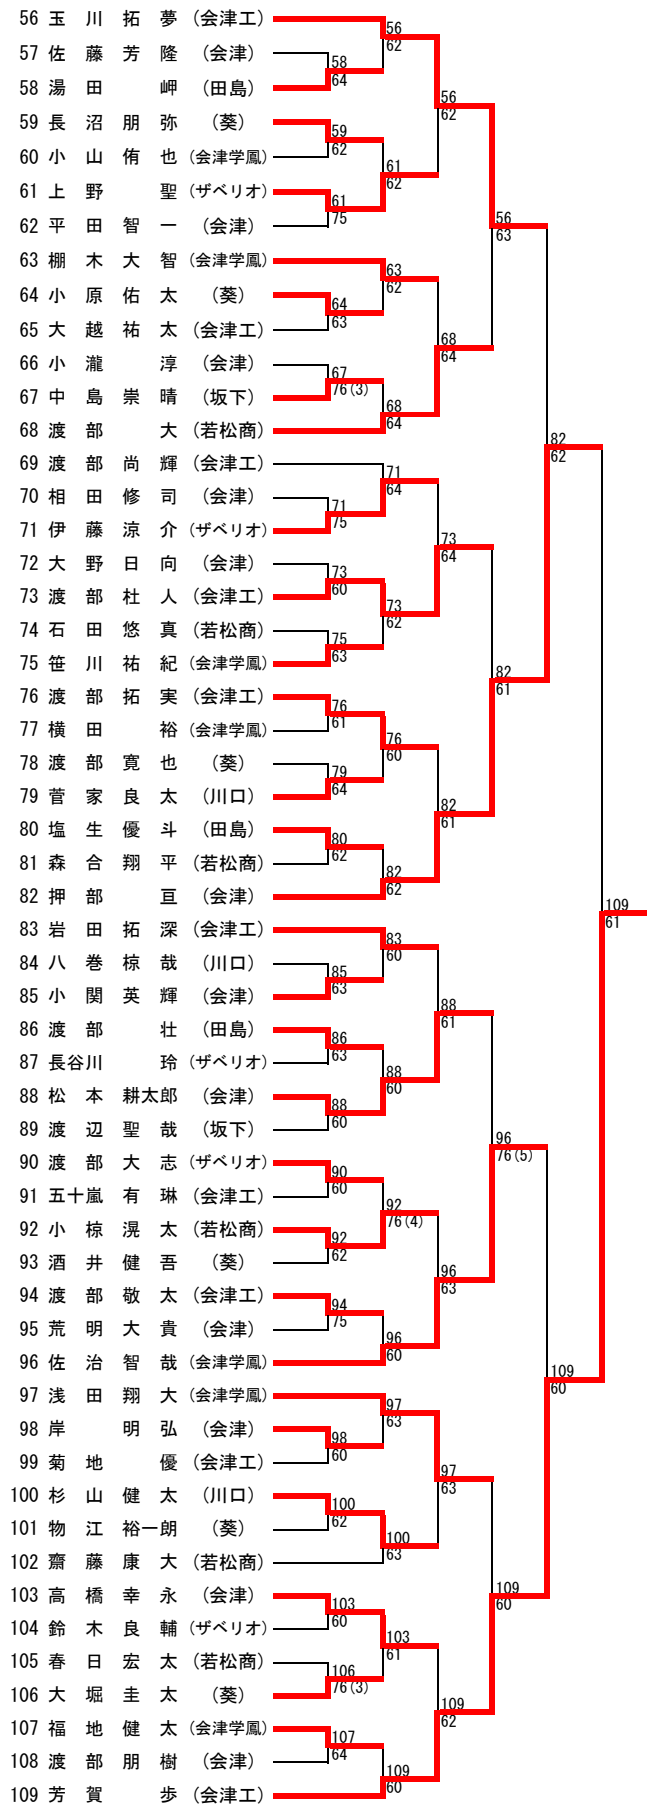 56 玉 川 拓 夢 (会津工)
56
57 佐 藤 芳 隆 (会津)
62
58
58 湯 田 岬 (田島)
64
56
62
59 長 沼 朋 弥 (葵)
59
60 小 山 侑 也 (会津学鳳)
62
61
62
61 上 野 聖 (ザベリオ)
61
62 平 田 智 一 (会津)
75
56
63
63 棚 木 大 智 (会津学鳳)
63
62
64 小 原 佑 太 (葵)
64
65 大 越 祐 太 (会津工)
63
68
64
66 小 瀧 淳 (会津)
67
67 中 島 崇 晴 (坂下)
76(3)
68
68 渡 部 大 (若松商)
64
82
62
69 渡 部 尚 輝 (会津工)
71
64
70 相 田 修 司 (会津)
71
71 伊 藤 涼 介 (ザベリオ)
75
73
64
72 大 野 日 向 (会津)
73
73 渡 部 杜 人 (会津工)
60
73
62
74 石 田 悠 真 (若松商)
75
75 笹 川 祐 紀 (会津学鳳)
63
82
61
76 渡 部 拓 実 (会津工)
76
77 横 田 裕 (会津学鳳)
61
76
60
78 渡 部 寛 也 (葵)
79
79 菅 家 良 太 (川口)
64
82
61
80 塩 生 優 斗 (田島)
80
81 森 合 翔 平 (若松商)
62
82
62
82 押 部 亘 (会津)
109
61
83 岩 田 拓 深 (会津工)
83
60
84 八 巻 椋 哉 (川口)
85
85 小 関 英 輝 (会津)
63
88
61
86 渡 部 壮 (田島)
86
87 長谷川 玲 (ザベリオ)
63
88
60
88 松 本 耕太郎 (会津)
88
89 渡 辺 聖 哉 (坂下)
60
96
76(5)
90 渡 部 大 志 (ザベリオ)
90
91 五十嵐 有 琳 (会津工)
60
92
76(4)
92 小 椋 滉 太 (若松商)
92
93 酒 井 健 吾 (葵)
62
96
63
94 渡 部 敬 太 (会津工)
94
95 荒 明 大 貴 (会津)
75
96
60
96 佐 治 智 哉 (会津学鳳)
109
60
97 浅 田 翔 大 (会津学鳳)
97
63
98 岸 明 弘 (会津)
98
99 菊 地 優 (会津工)
60
97
63
100 杉 山 健 太 (川口)
100
101 物 江 裕一朗 (葵)
62
100
63
102 齋 藤 康 大 (若松商)
109
60
103 高 橋 幸 永 (会津)
103
104 鈴 木 良 輔 (ザベリオ)
60
103
61
105 春 日 宏 太 (若松商)
106
106 大 堀 圭 太 (葵)
76(3)
109
62
107 福 地 健 太 (会津学鳳)
107
108 渡 部 朋 樹 (会津)
64
109
60
109 芳 賀 歩 (会津工)